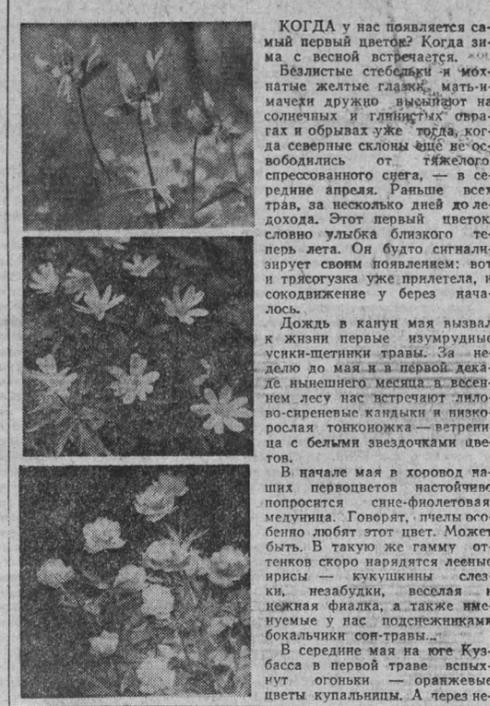 КОГДА у нас появляется са-
мый первый цветок? Когда зи-
ма с весной встречается.
Безлистые стебельки и мох-
натые желтые глазки мать-и-
мачехи дружно высыпают на
солнечных и глинистых овра-
гах и обрывах уже тогда, ког-
да северные склоны еще не ос-
вободились от тяжелого
спрессованного снега, — в се-
редине апреля. Раньше всех
трав, за несколько дней до ле-
дохода. Этот первый цветок
словно улыбка близкого те-
перь лета. Он будто сигнали-
зирует своим появлением: вот
и трясогузка уже прилетела, и
сокодвижение у берез нача-
лось.
Дождь в канун мая вызвал
к жизни первые изумрудные
усики-щетинки травы. За не-
делю до мая и в первой дека-
де нынешнего месяца в весен-
нем лесу нас встречают лило-
во-сиреневые кандыки и низко-
рослая тонконожка — ветрени-
ца с белыми звездочками цве-
тов.
В начале мая в хоровод на-
ших первоцветов настойчиво
попросится сине-фиолетовая
медуница. Говорят, пчелы осо-
бенно любят этот цвет. Может
быть. В такую же гамму от-
тенков скоро нарядятся лесные
ирисы — кукушкины слез-
ки, незабудки, веселая и
нежная фиалка, а также име-
нуемые у нас подснежниками
бокальчики сон-травы...
В середине мая на юге Куз-
басса в первой траве вспых-
нут огоньки — оранжевые
цветы купальницы. А через не-